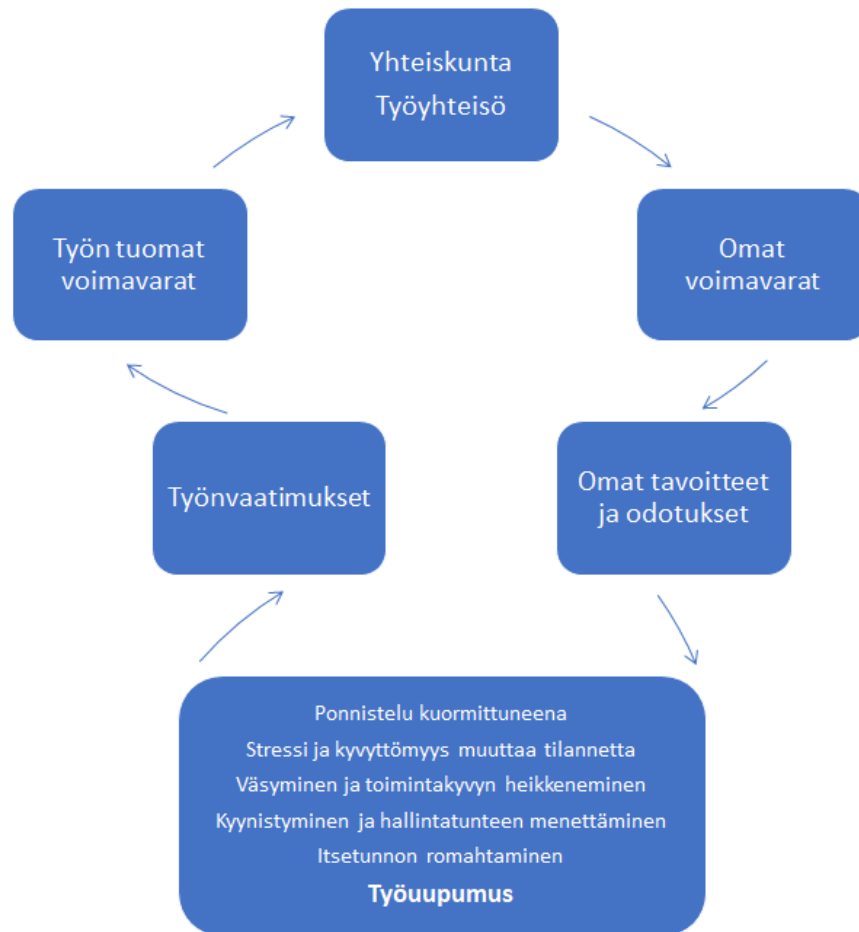 Yhteiskunta
Työyhteisö
Työn tuomat
voimavarat
Omat
voimavarat
Työnvaatimukset
Omat tavoitteet
ja odotukset
Ponnistelu kuormittuneena
Stressi ja kyvyttömyys muuttaa tilannetta
Väsyminen ja toimintakyvyn heikkeneminen
Kyynistyminen ja hallintatunteen menettäminen
Itsetunnon romahtaminen
Työuupumus